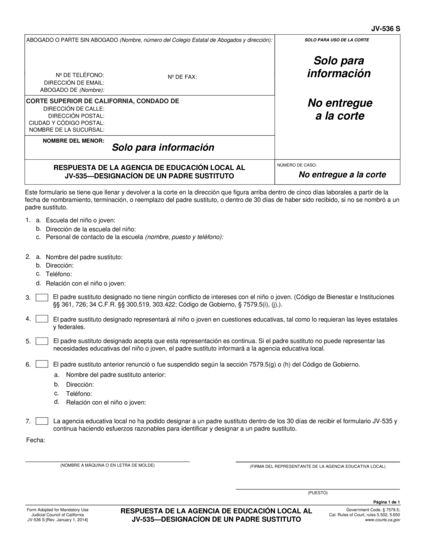 JV-536 S
ABOGADO O PARTE SIN ABOGADO (Nombre, número del Colegio Estatal de Abogados y dirección):
SOLO PARA USO DE LA CORTE
Solo para
información
Nº DE TELÉFONO:
Nº DE FAX:
DIRECCIÓN DE EMAIL:
ABOGADO DE (Nombre):
CORTE SUPERIOR DE CALIFORNIA, CONDADO DE
DIRECCIÓN DE CALLE:
DIRECCIÓN POSTAL:
CIUDAD Y CÓDIGO POSTAL:
NOMBRE DE LA SUCURSAL:
No entregue
a la corte
NOMBRE DEL MENOR:
Solo para información
RESPUESTA DE LA AGENCIA DE EDUCACIÓN LOCAL AL
JV-535—DESIGNACÍON DE UN PADRE SUSTITUTO
NÚMERO DE CASO:
No entregue a la corte
Este formulario se tiene que llenar y devolver a la corte en la dirección que figura arriba dentro de cinco días laborales a partir de la
fecha de nombramiento, terminación, o reemplazo del padre sustituto, o dentro de 30 días de haber sido recibido, si no se nombró a un
padre sustituto.
1. a. Escuela del niño o joven:
b. Dirección de la escuela del niño:
c. Personal de contacto de la escuela (nombre, puesto y teléfono):
2. a. Nombre del padre sustituto:
b. Dirección:
c. Teléfono:
d. Relación con el niño o joven:
3. El padre sustituto designado no tiene ningún conflicto de intereses con el niño o joven. (Código de Bienestar e Instituciones
§§ 361, 726; 34 C.F.R. §§ 300.519, 303.422; Código de Gobierno, § 7579.5(i), (j).).
4. El padre sustituto designado representará al niño o joven en cuestiones educativas, tal como lo requieran las leyes estatales
y federales.
5. El padre sustituto designado acepta que esta representación es continua. Si el padre sustituto no puede representar las
necesidades educativas del niño o joven, el padre sustituto informará a la agencia educativa local.
6. El padre sustituto anterior renunció o fue suspendido según la sección 7579.5(g) o (h) del Código de Gobierno.
a. Nombre del padre sustituto anterior:
b. Dirección:
c. Teléfono:
d. Relación con el niño o joven:
7. La agencia educativa local no ha podido designar a un padre sustituto dentro de los 30 días de recibir el formulario JV-535 y
continua haciendo esfuerzos razonables para identificar y designar a un padre sustituto.
Fecha:
(NOMBRE A MÁQUINA O EN LETRA DE MOLDE)
(FIRMA DEL REPRESENTANTE DE LA AGENCIA EDUCATIVA LOCAL)
(PUESTO)
Página 1 de 1
Form Adopted for Mandatory Use
Judicial Council of California
JV-536 S [Rev. January 1, 2014]
RESPUESTA DE LA AGENCIA DE EDUCACIÓN LOCAL AL
JV-535—DESIGNACÍON DE UN PADRE SUSTITUTO
Government Code, § 7579.5;
Cal. Rules of Court, rules 5.502, 5.650
www.courts.ca.gov